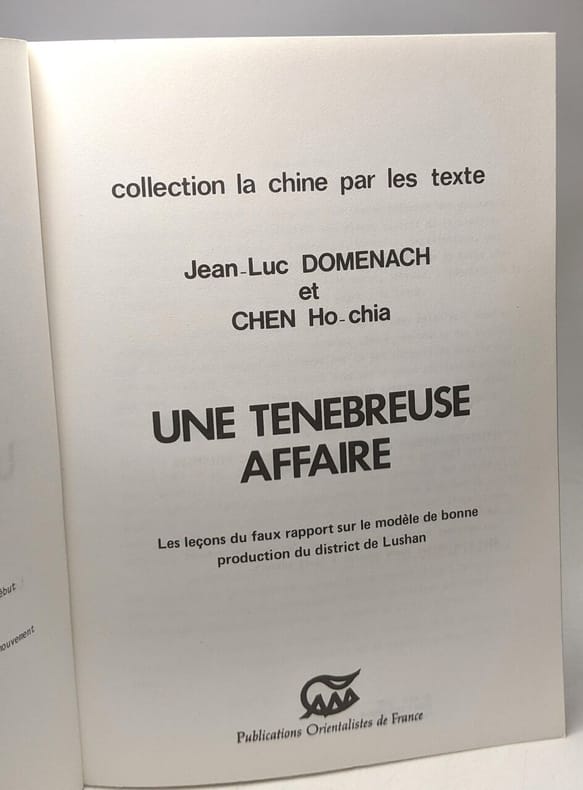 collection la chine par les texte
Jean-Luc DOMENACH
et
CHEN Ho-chia
UNE TENEBREUSE
AFFAIRE
Les leçons du faux rapport sur le modèle de bonne
production du district de Lushan
Publications Orientalistes de France